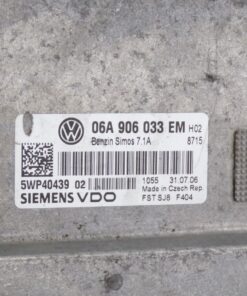 06A 906 033 EM H02
Benzin Simos 7.1A 8715
5WP40439 02 1055 31.07.06
Made in Czech Rep
SIEMENS VDO FST SJ8 F404